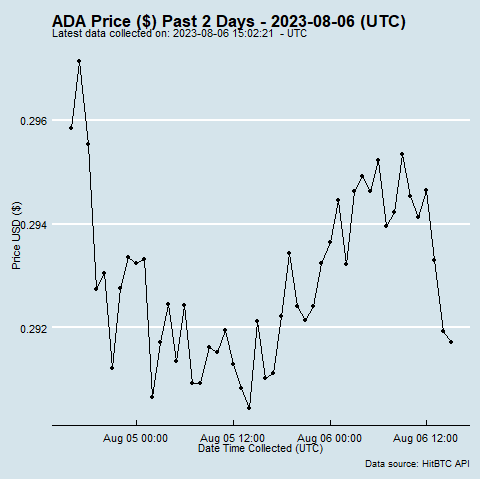 ADA Price ($) Past 2 Days - 2023-08-06 (UTC)
Latest data collected on: 2023-08-06 15:02:21 - UTC
0.296
0.294
0.292
Price USD ($)
Aug 05 00:00
Aug 05 12:00
Aug 06 00:00
Aug 06 12:00
Date Time Collected (UTC)
Data source: HitBTC API